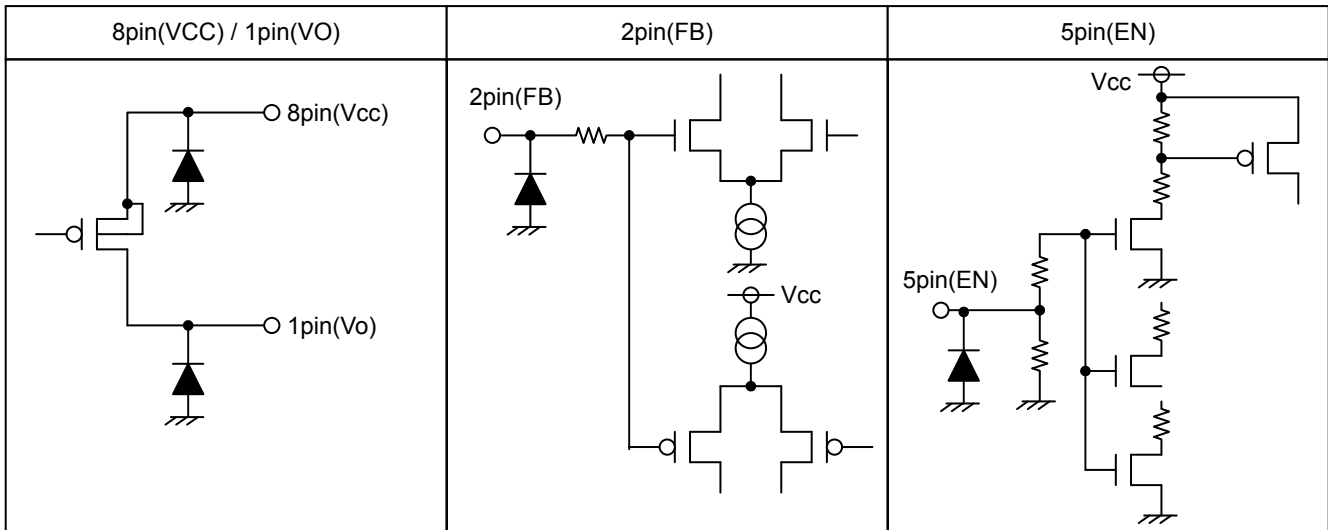 8pin(VCC) / 1pin(VO)
2pin(FB)
5pin(EN)
8pin(Vcc)
1pin(Vo)
2pin(FB)
Vcc
Vcc
5pin(EN)